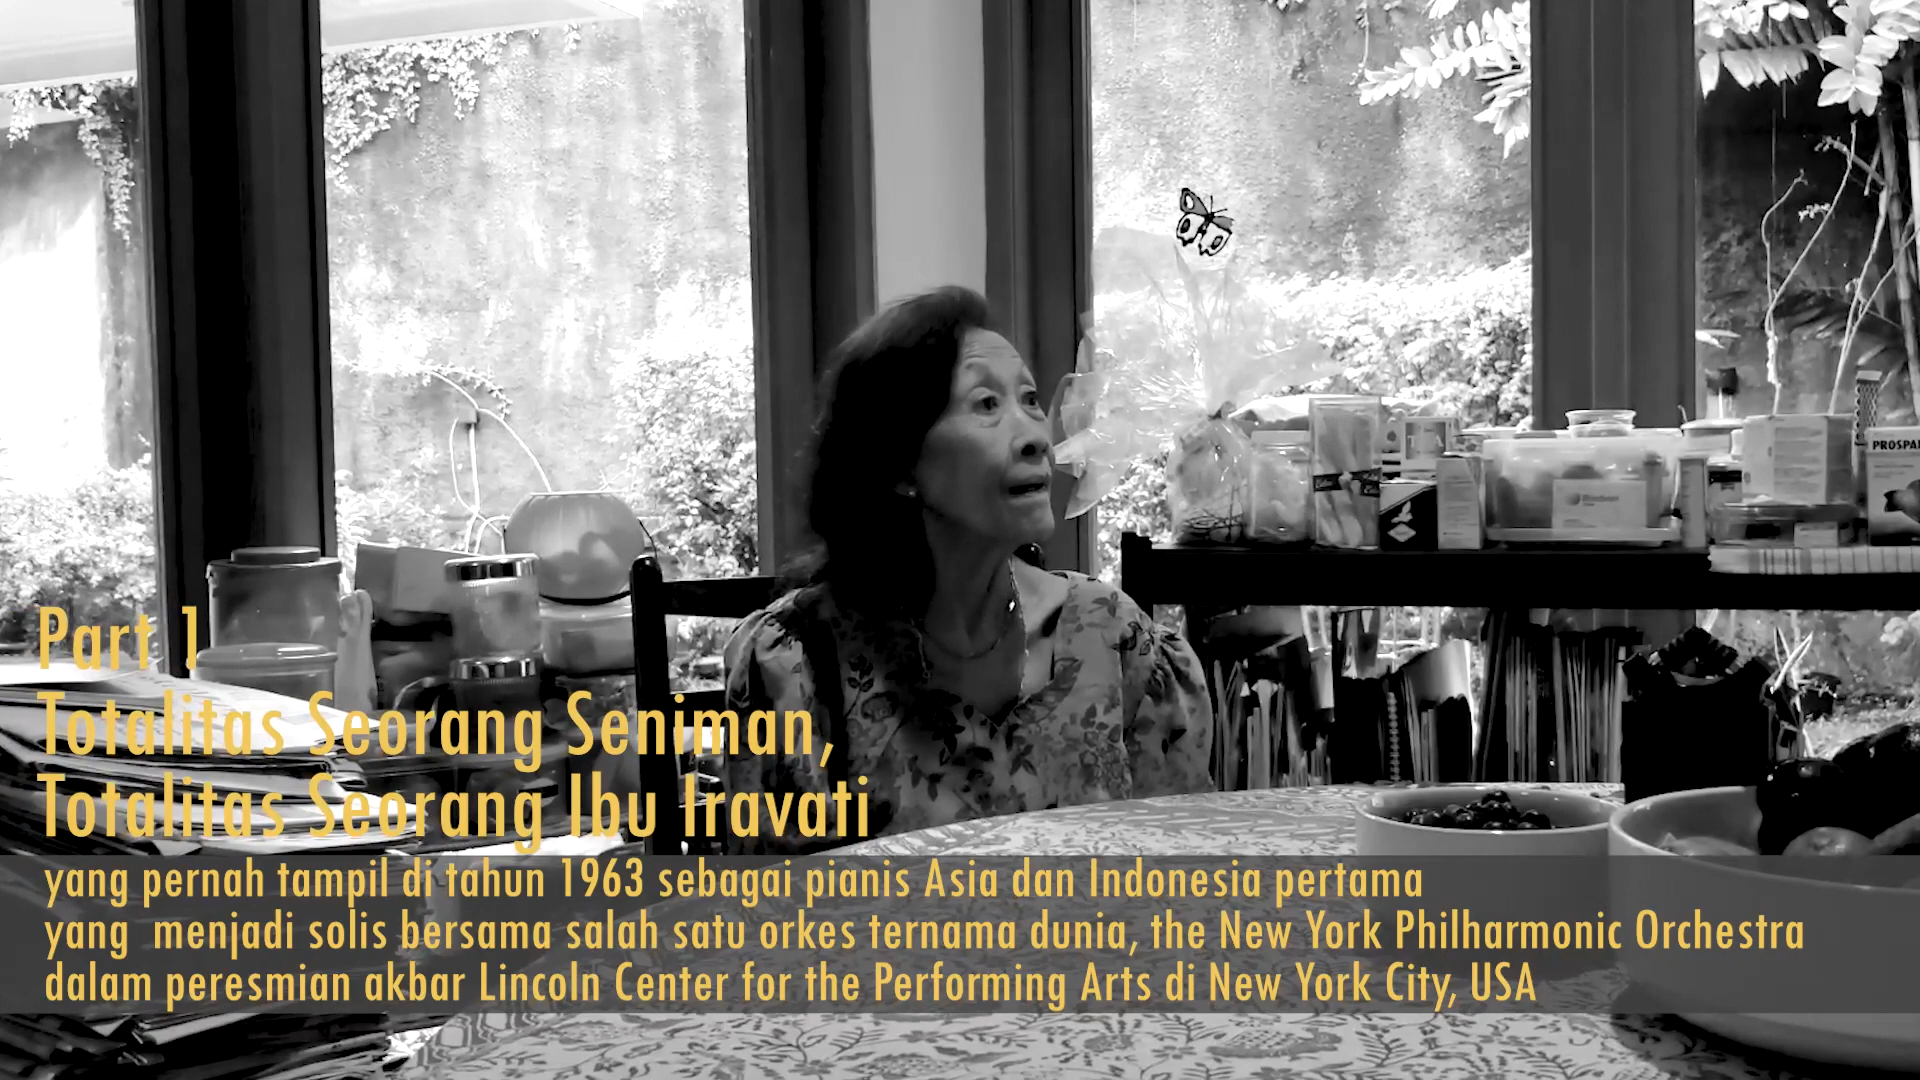 Part 1
Totalitas Seorang Seniman,
Totalitas Seorang Ibu Iravati
yang pernah tampil di tahun 1963 sebagai pianis Asia dan Indonesia pertama
yang menjadi solis bersama salah satu orkes ternama dunia, the New York Philharmonic Orchestra
dalam peresmian akbar Lincoln Center for the Performing Arts di New York City, USA